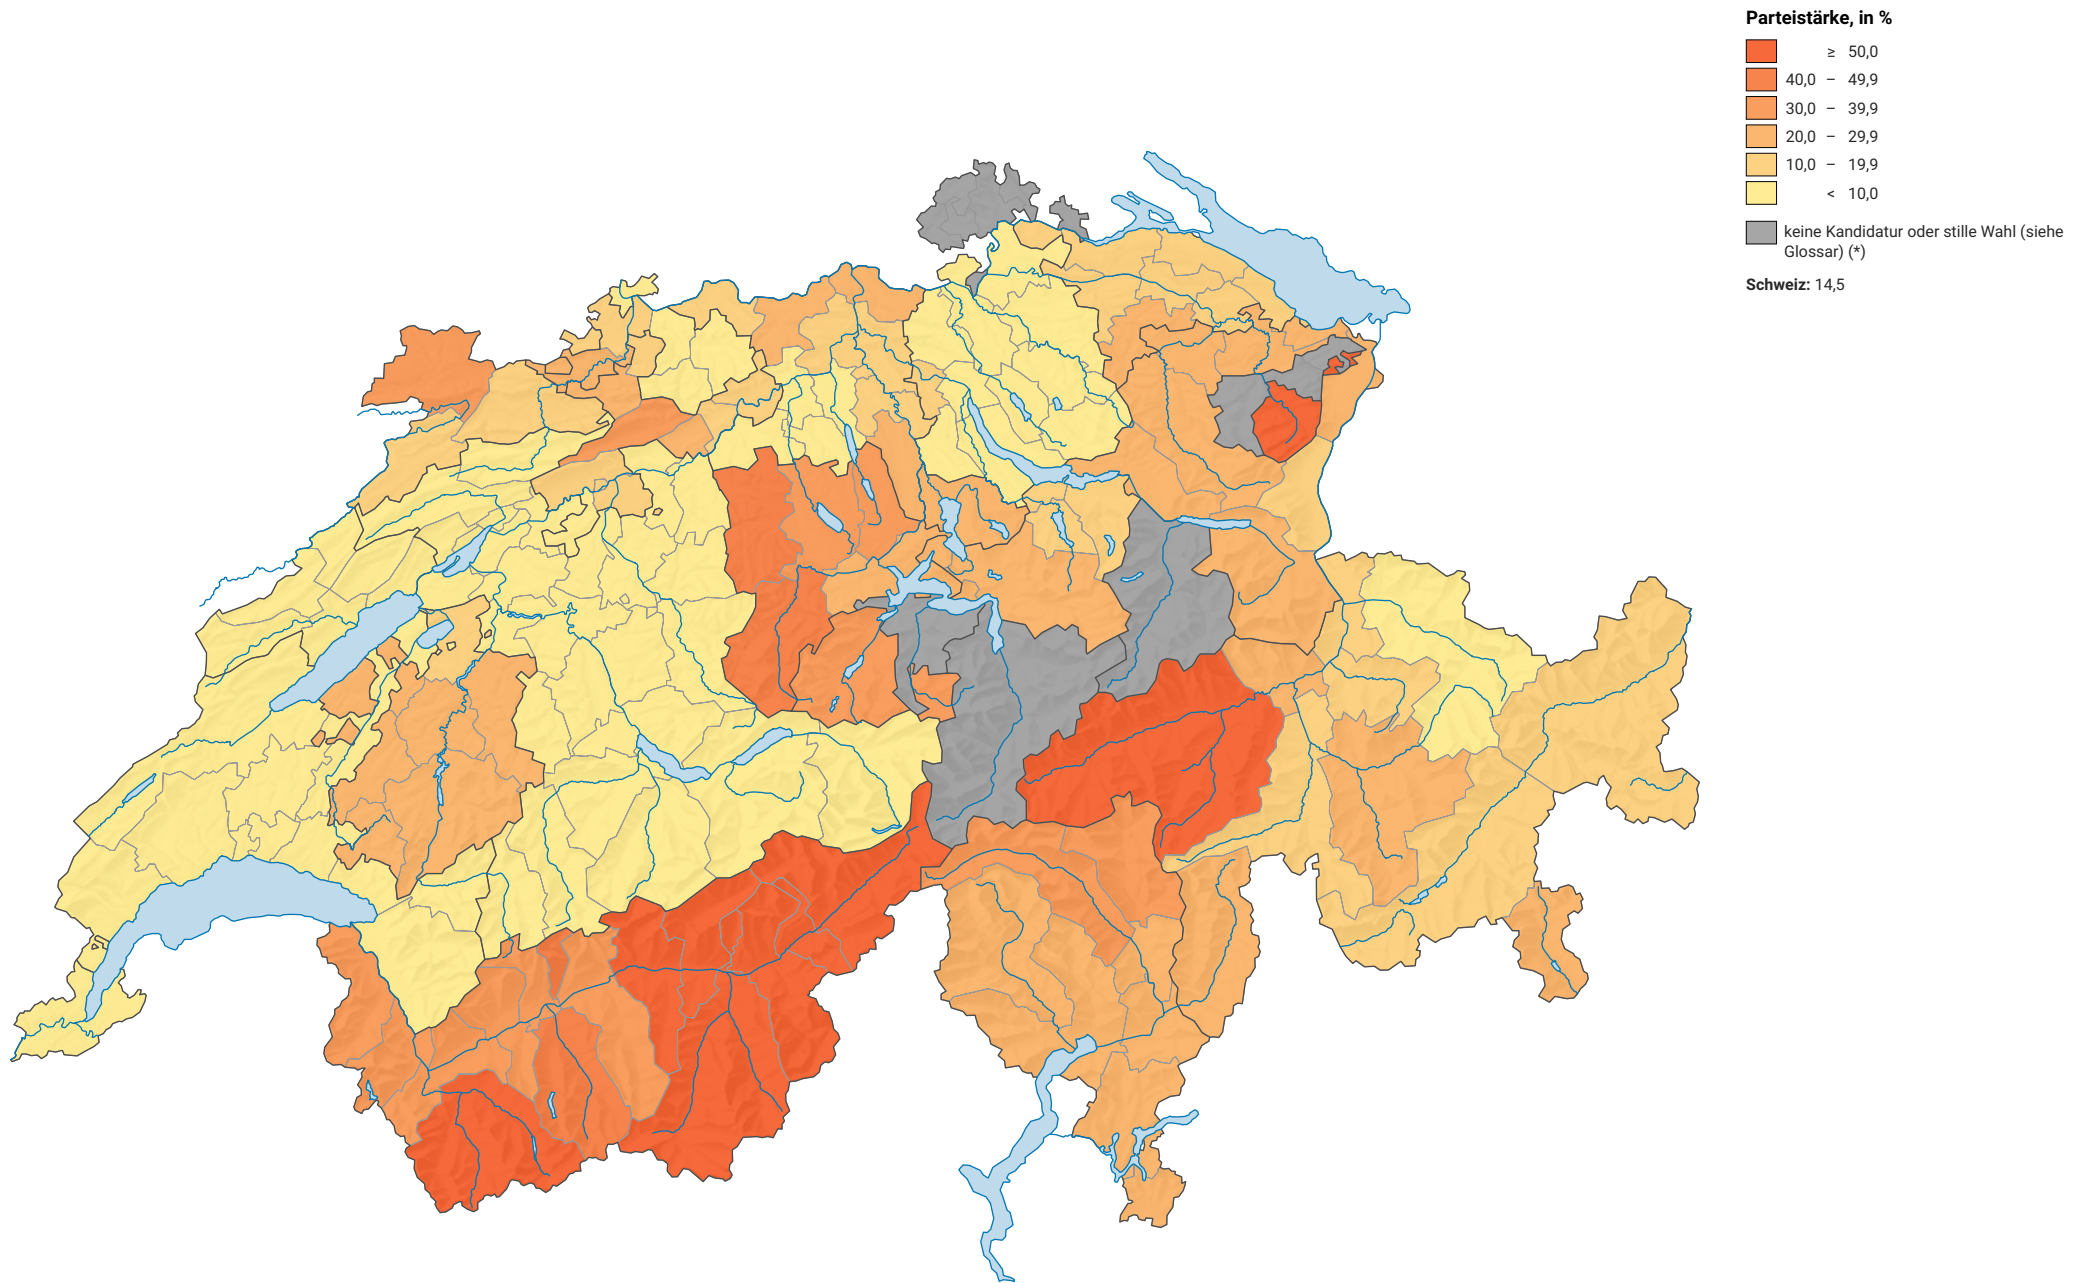 Parteistärke, in %
≥ 50,0
40,0 – 49,9
30,0 – 39,9
20,0 – 29,9
10,0 – 19,9
< 10,0
keine Kandidatur oder stille Wahl (siehe
Glossar) (*)
Schweiz: 14,5